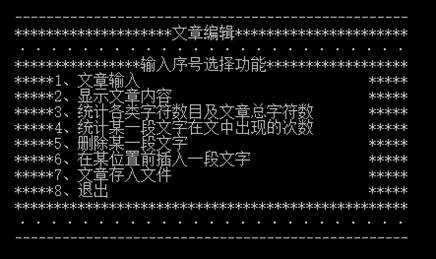 --------------------------------------------------
********************文章编辑**********************
. . . . . . . . . . . . . . . . . . . . . . . . .
****************输入序号选择功能******************
*****1、文章输入                             *****
*****2、显示文章内容                         *****
*****3、统计各类字符数目及文章总字符数       *****
*****4、统计某一段文字在文中出现的次数       *****
*****5、删除某一段文字                       *****
*****6、在某位置前插入一段文字               *****
*****7、文章存入文件                         *****
*****8、退出                                 *****
**************************************************
. . . . . . . . . . . . . . . . . . . . . . . . .
--------------------------------------------------